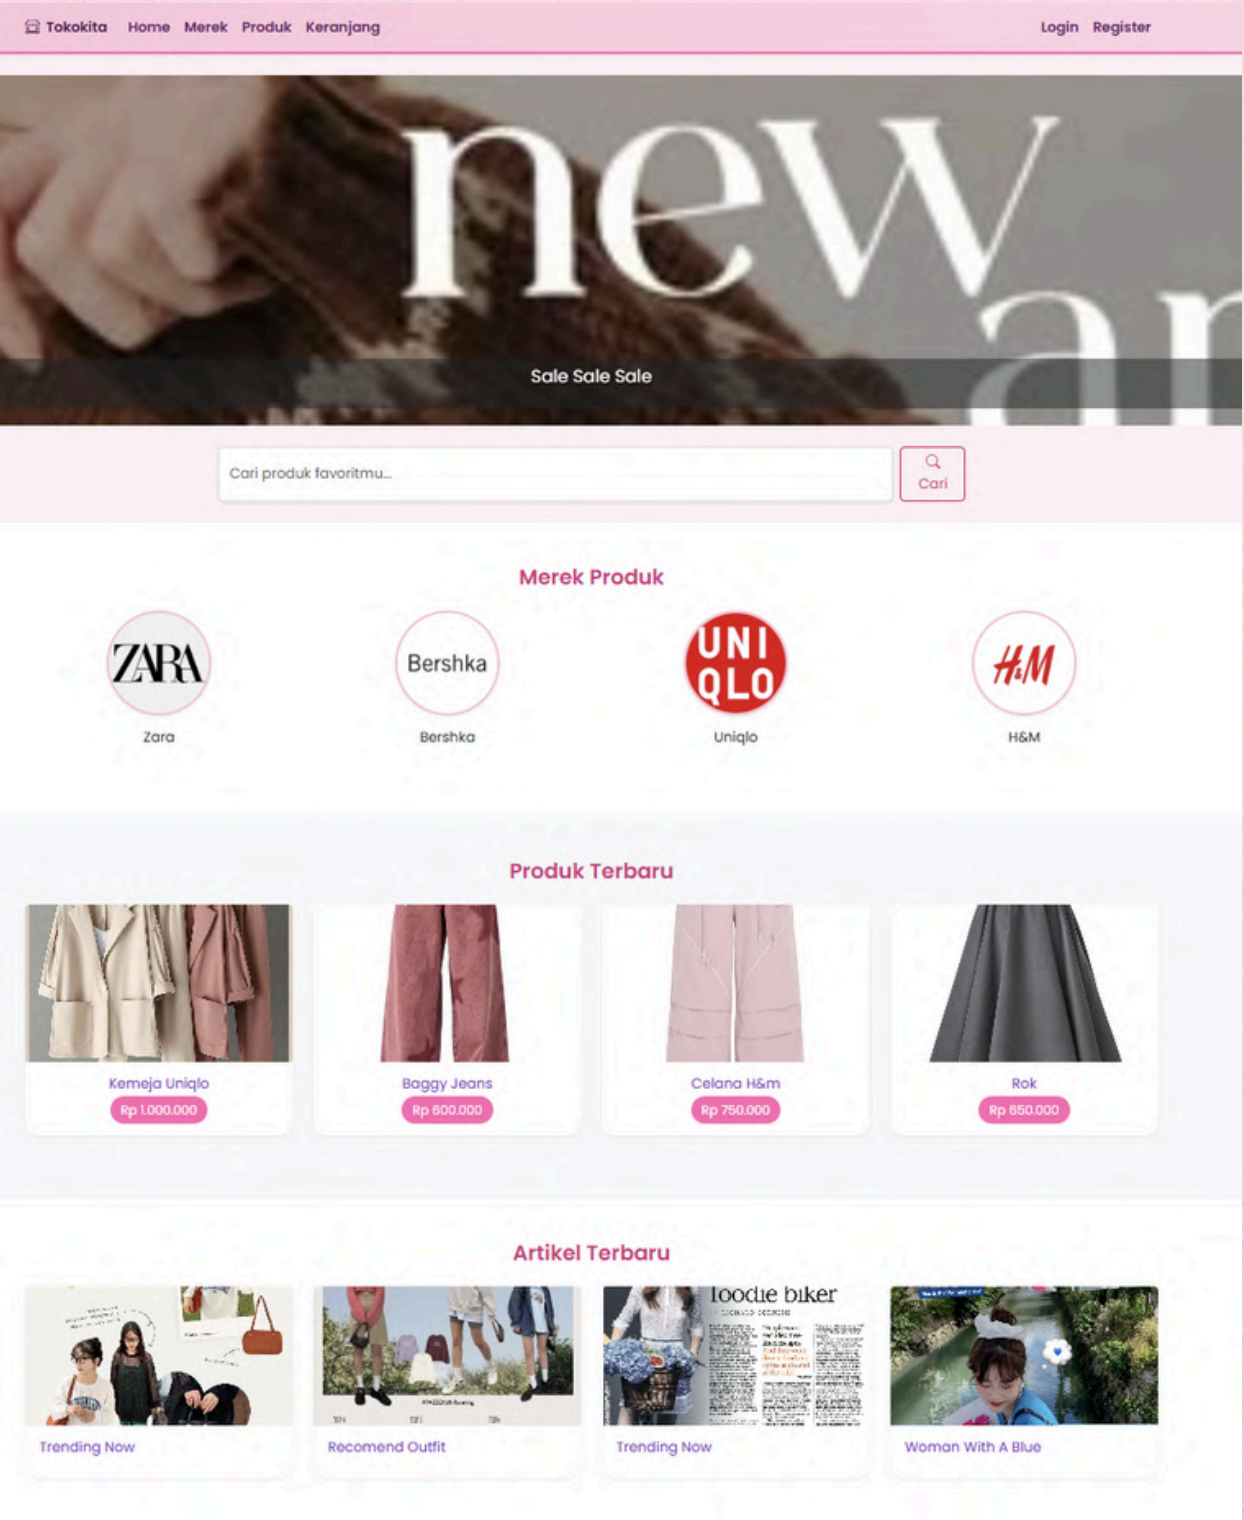 Tokokita Home Merek Produk Keranjang Login Register
new
ar
Sale Sale Sale
Cari produk favoritmu...
Cari
Merek Produk
ZARA
Bershka
UNI
QLO
H&M
Zara
Bershka
Uniqlo
H&M
Produk Terbaru
Kemeja Uniqlo
Rp 1.000.000
Baggy Jeans
Rp 600.000
Celana H&m
Rp 750.000
Rok
Rp 650.000
Artikel Terbaru
foodie biker
Trending Now
Recomend Outfit
Trending Now
Woman With A Blue